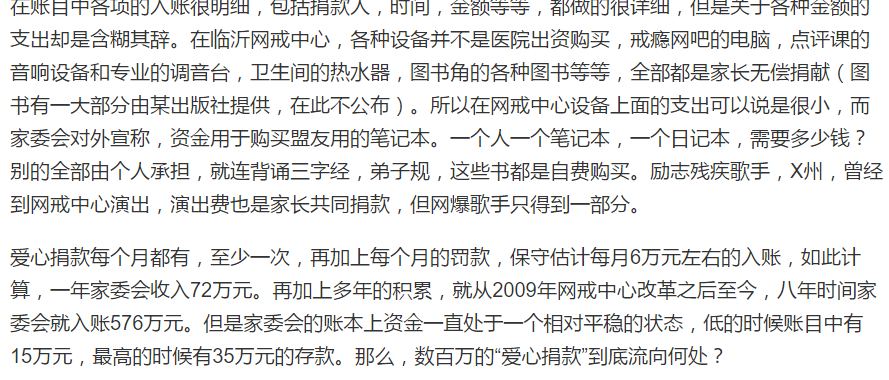 在账目中各项的入账很明细，包括捐款人，时间，金额等等，都做的很详细，但是关于各种金额的
支出却是含糊其辞。在临沂网戒中心，各种设备并不是医院出资购买，戒瘾网吧的电脑，点评课的
音响设备和专业的调音台，卫生间的热水器，图书角的各种图书等等，全部都是家长无偿捐献（图
书有一大部分由某出版社提供，在此不公布）。所以在网戒中心设备上面的支出可以说是很小，而
家委会对外宣称，资金用于购买盟友用的笔记本。一个人一个笔记本，一个日记本，需要多少钱？
别的全部由个人承担，就连背诵三字经，弟子规，这些书都是自费购买。励志残疾歌手，X州，曾经
到网戒中心演出，演出费也是家长共同捐款，但网爆歌手只得到一部分。
爱心捐款每个月都有，至少一次，再加上每个月的罚款，保守估计每月6万元左右的入账，如此计
算，一年家委会收入72万元。再加上多年的积累，就从2009年网戒中心改革之后至今，八年时间家
委会就入账576万元。但是家委会的账本上资金一直处于一个相对平稳的状态，低的时候账目中有
15万元，最高的时候有35万元的存款。那么，数百万的“爱心捐款”到底流向何处？